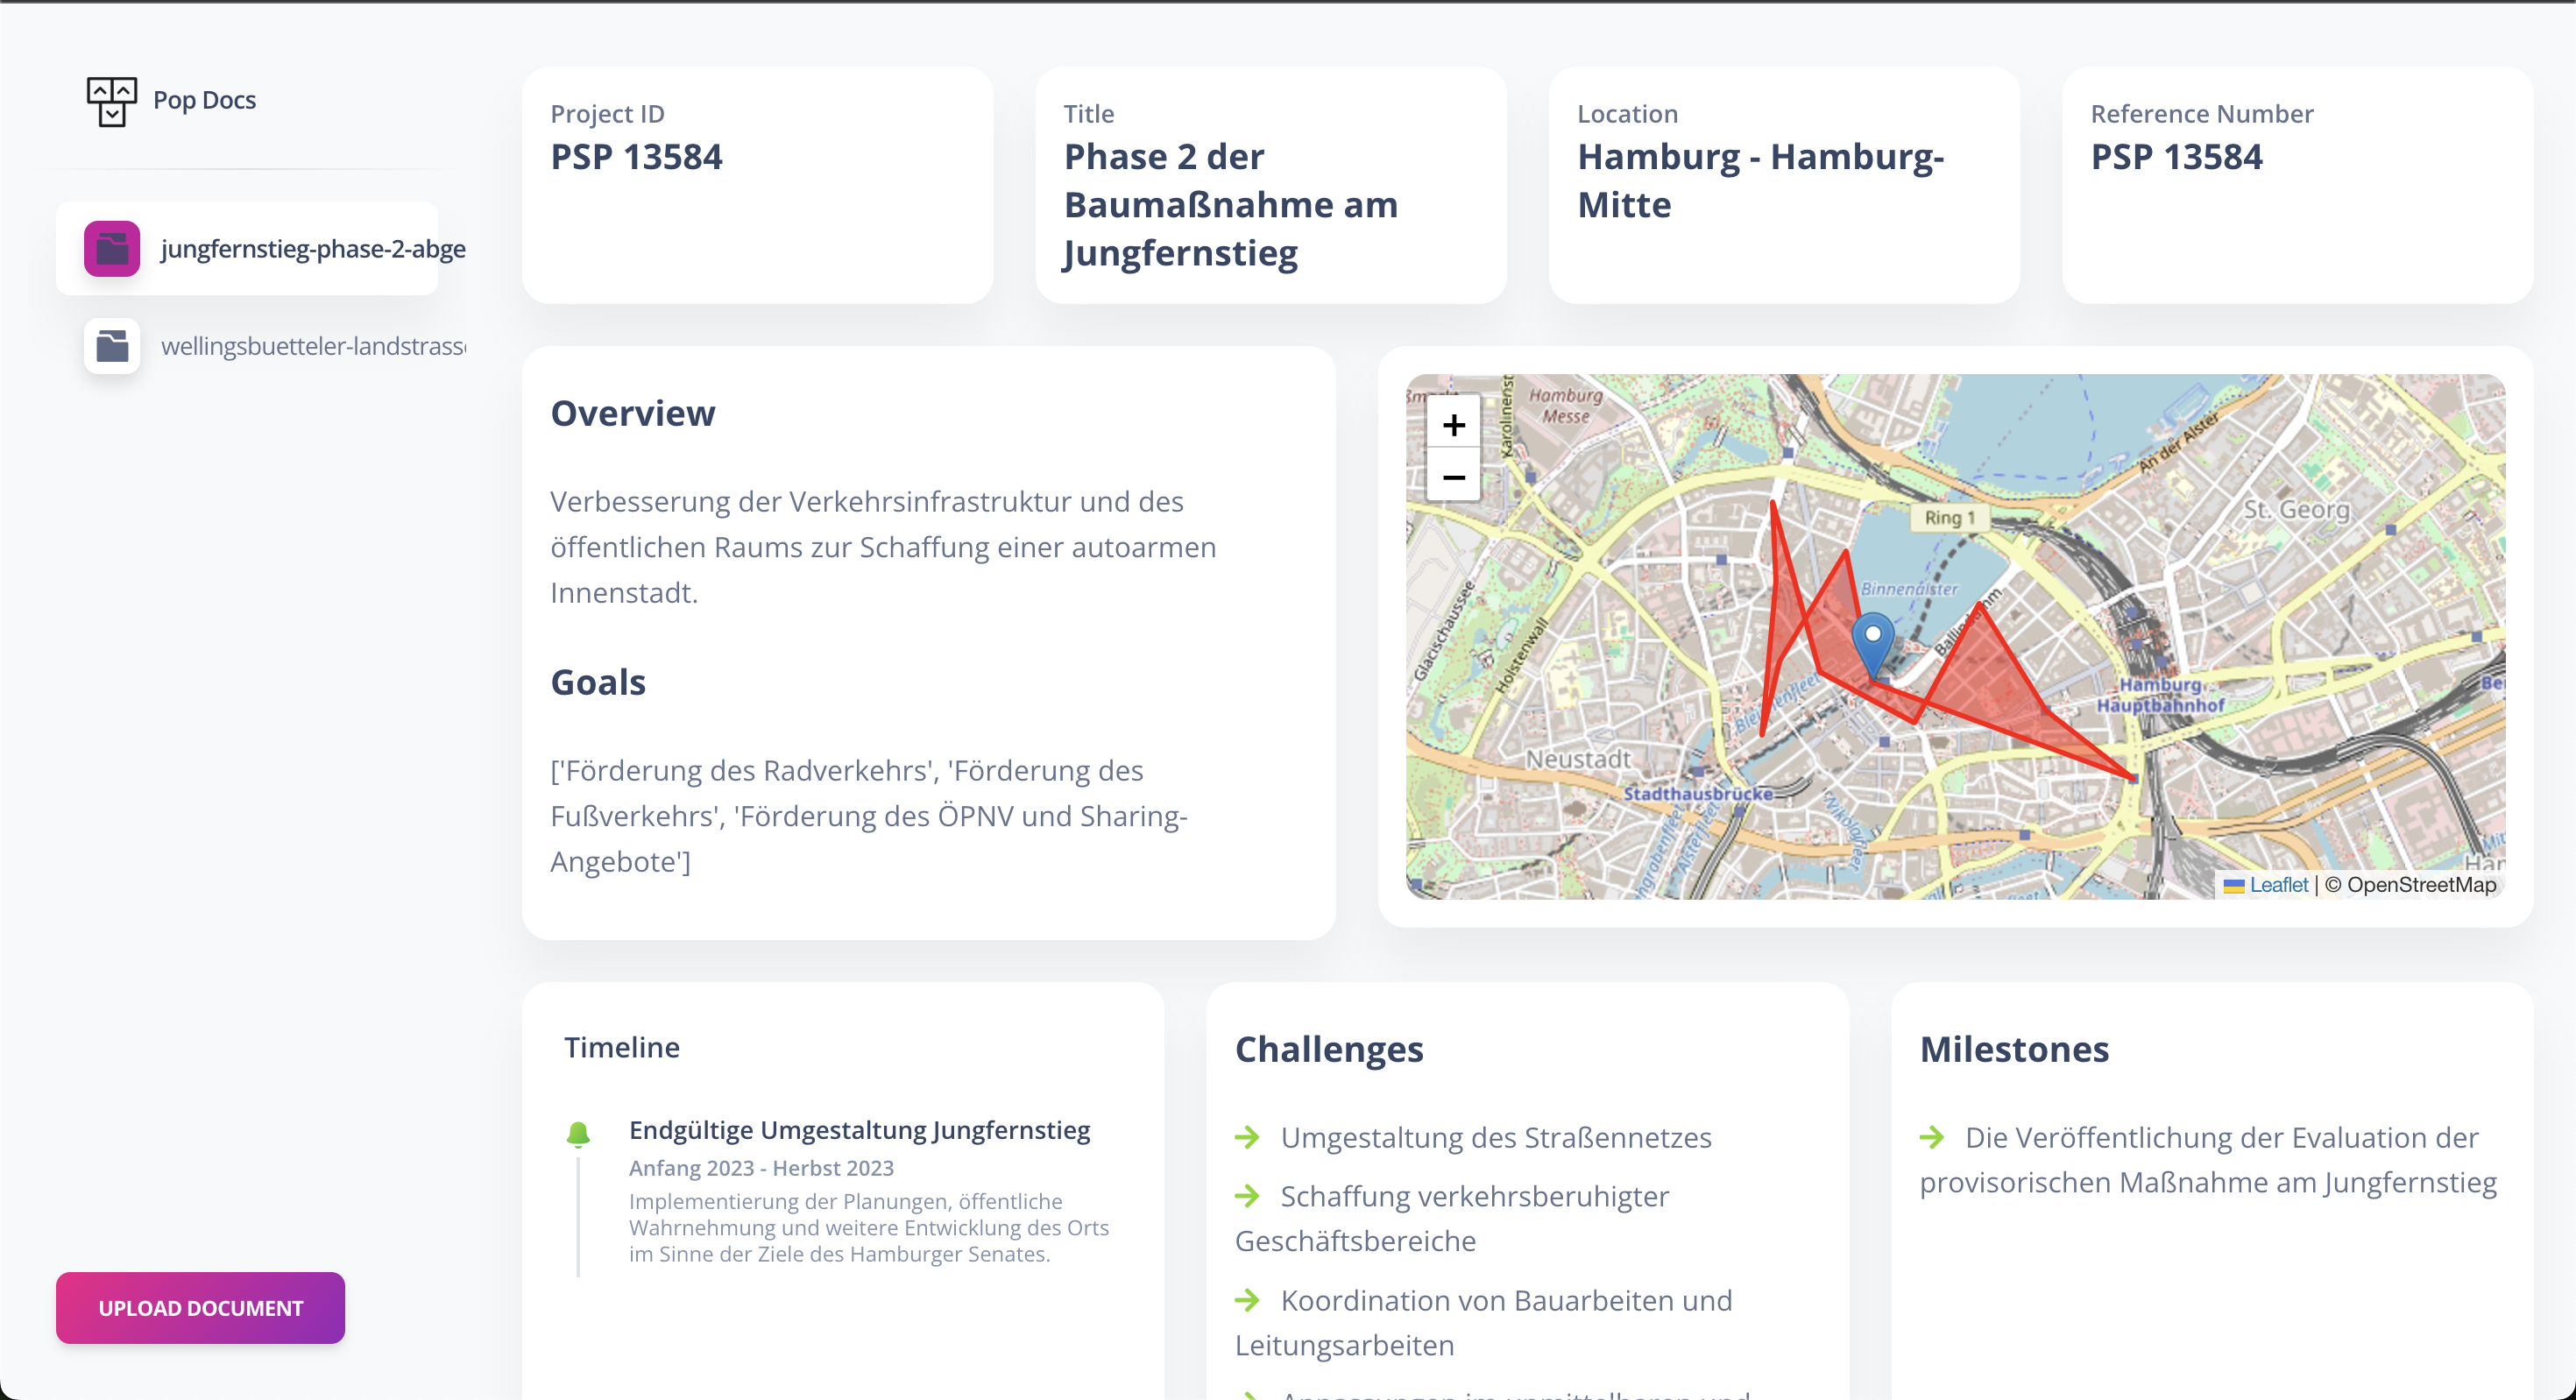 Pop Docs
jungfernstieg-phase-2-abge
wellingsbuetteler-landstrass
UPLOAD DOCUMENT
Project ID
PSP 13584
Title
Phase 2 der
Baumaßnahme am
Jungfernstieg
Location
Hamburg - Hamburg-
Mitte
Reference Number
PSP 13584
Overview
Verbesserung der Verkehrsinfrastruktur und des
öffentlichen Raums zur Schaffung einer autoarmen
Innenstadt.
Goals
['Förderung des Radverkehrs', 'Förderung des
Fußverkehrs', 'Förderung des ÖPNV und Sharing-
Angebote']
+
−
Hamburg
Messe
Karolinenst
An der Alster
Ring 1
St. Georg
Binnenalster
Glacischaussee
Holstenwall
Bleichenfleet
Hamburg
Hauptbahnhof
Neustadt
Stadthausbrücke
Alsterfleet
Leaflet | © OpenStreetMap
Timeline
Endgültige Umgestaltung Jungfernstieg
Anfang 2023 - Herbst 2023
Implementierung der Planungen, öffentliche
Wahrnehmung und weitere Entwicklung des Orts
im Sinne der Ziele des Hamburger Senates.
Challenges
Umgestaltung des Straßennetzes
Schaffung verkehrsberuhigter
Geschäftsbereiche
Koordination von Bauarbeiten und
Leitungsarbeiten
Milestones
Die Veröffentlichung der Evaluation der
provisorischen Maßnahme am Jungfernstieg